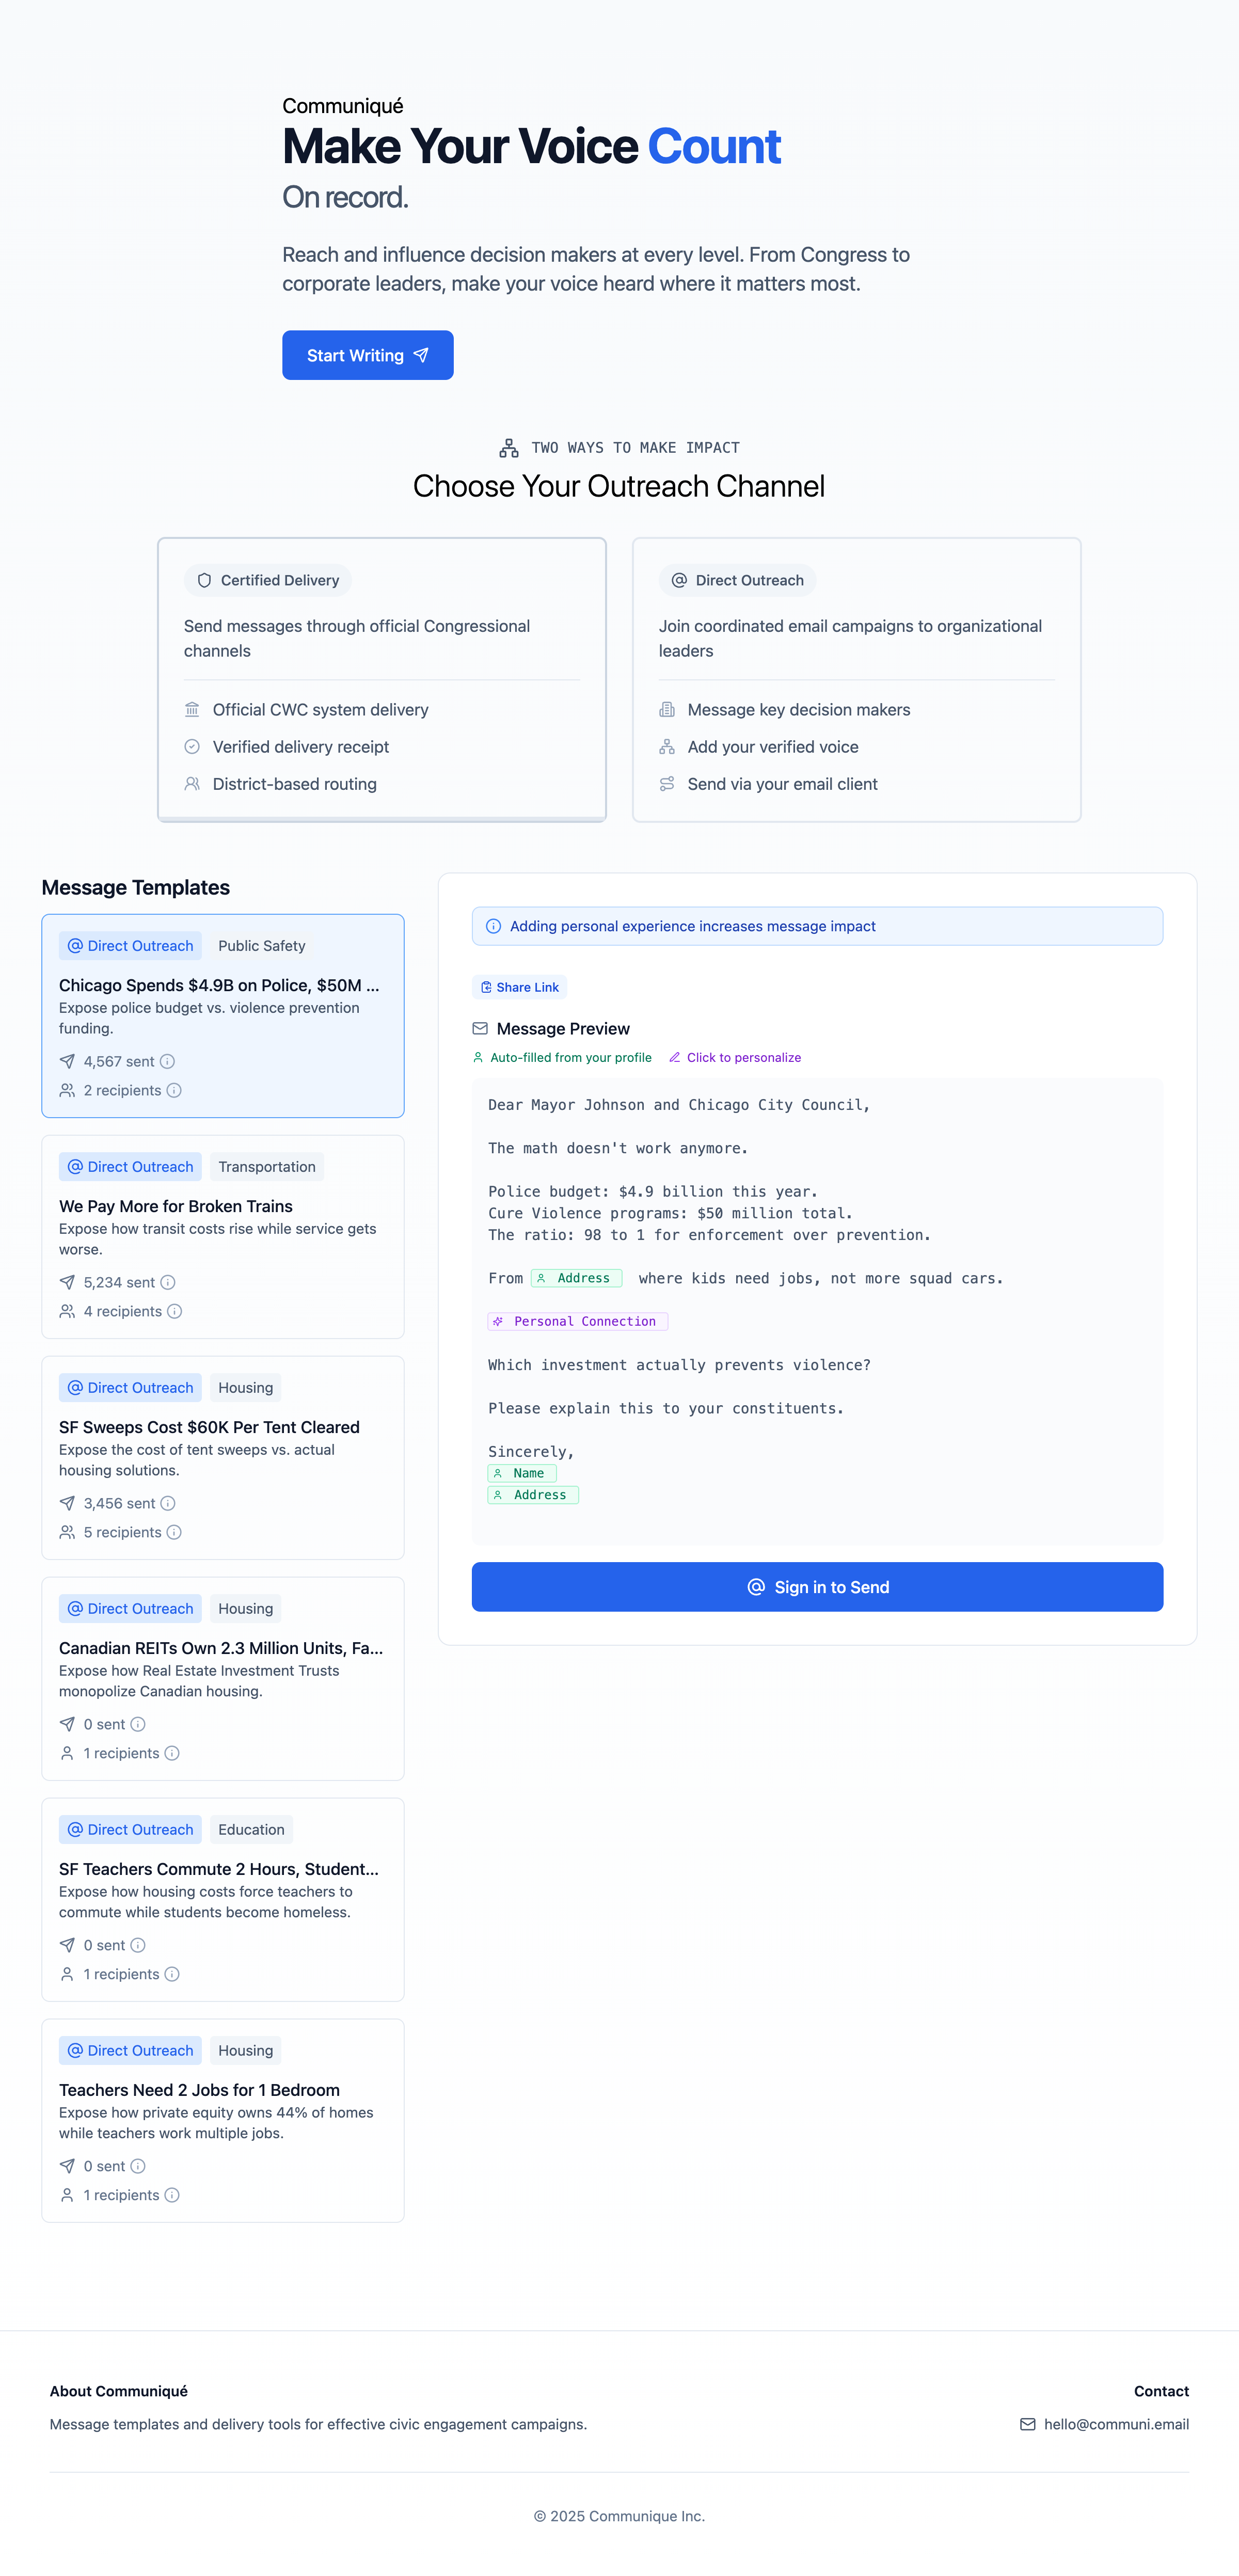 Communiqué
Make Your Voice Count
On record.
Reach and influence decision makers at every level. From Congress to
corporate leaders, make your voice heard where it matters most.
Start Writing
TWO WAYS TO MAKE IMPACT
Choose Your Outreach Channel
Certified Delivery
Send messages through official Congressional
channels
Official CWC system delivery
Verified delivery receipt
District-based routing
Direct Outreach
Join coordinated email campaigns to organizational
leaders
Message key decision makers
Add your verified voice
Send via your email client
Message Templates
Direct Outreach Public Safety
Chicago Spends $4.9B on Police, $50M ...
Expose police budget vs. violence prevention
funding.
4,567 sent
2 recipients
Direct Outreach Transportation
We Pay More for Broken Trains
Expose how transit costs rise while service gets
worse.
5,234 sent
4 recipients
Direct Outreach Housing
SF Sweeps Cost $60K Per Tent Cleared
Expose the cost of tent sweeps vs. actual
housing solutions.
3,456 sent
5 recipients
Direct Outreach Housing
Canadian REITs Own 2.3 Million Units, Fa...
Expose how Real Estate Investment Trusts
monopolize Canadian housing.
0 sent
1 recipients
Direct Outreach Education
SF Teachers Commute 2 Hours, Student...
Expose how housing costs force teachers to
commute while students become homeless.
0 sent
1 recipients
Direct Outreach Housing
Teachers Need 2 Jobs for 1 Bedroom
Expose how private equity owns 44% of homes
while teachers work multiple jobs.
0 sent
1 recipients
Adding personal experience increases message impact
Share Link
Message Preview
Auto-filled from your profile Click to personalize
Dear Mayor Johnson and Chicago City Council,
The math doesn't work anymore.
Police budget: $4.9 billion this year.
Cure Violence programs: $50 million total.
The ratio: 98 to 1 for enforcement over prevention.
From Address where kids need jobs, not more squad cars.
Personal Connection
Which investment actually prevents violence?
Please explain this to your constituents.
Sincerely,
Name
Address
Sign in to Send
About Communiqué
Message templates and delivery tools for effective civic engagement campaigns.
Contact
hello@communi.email
© 2025 Communique Inc.